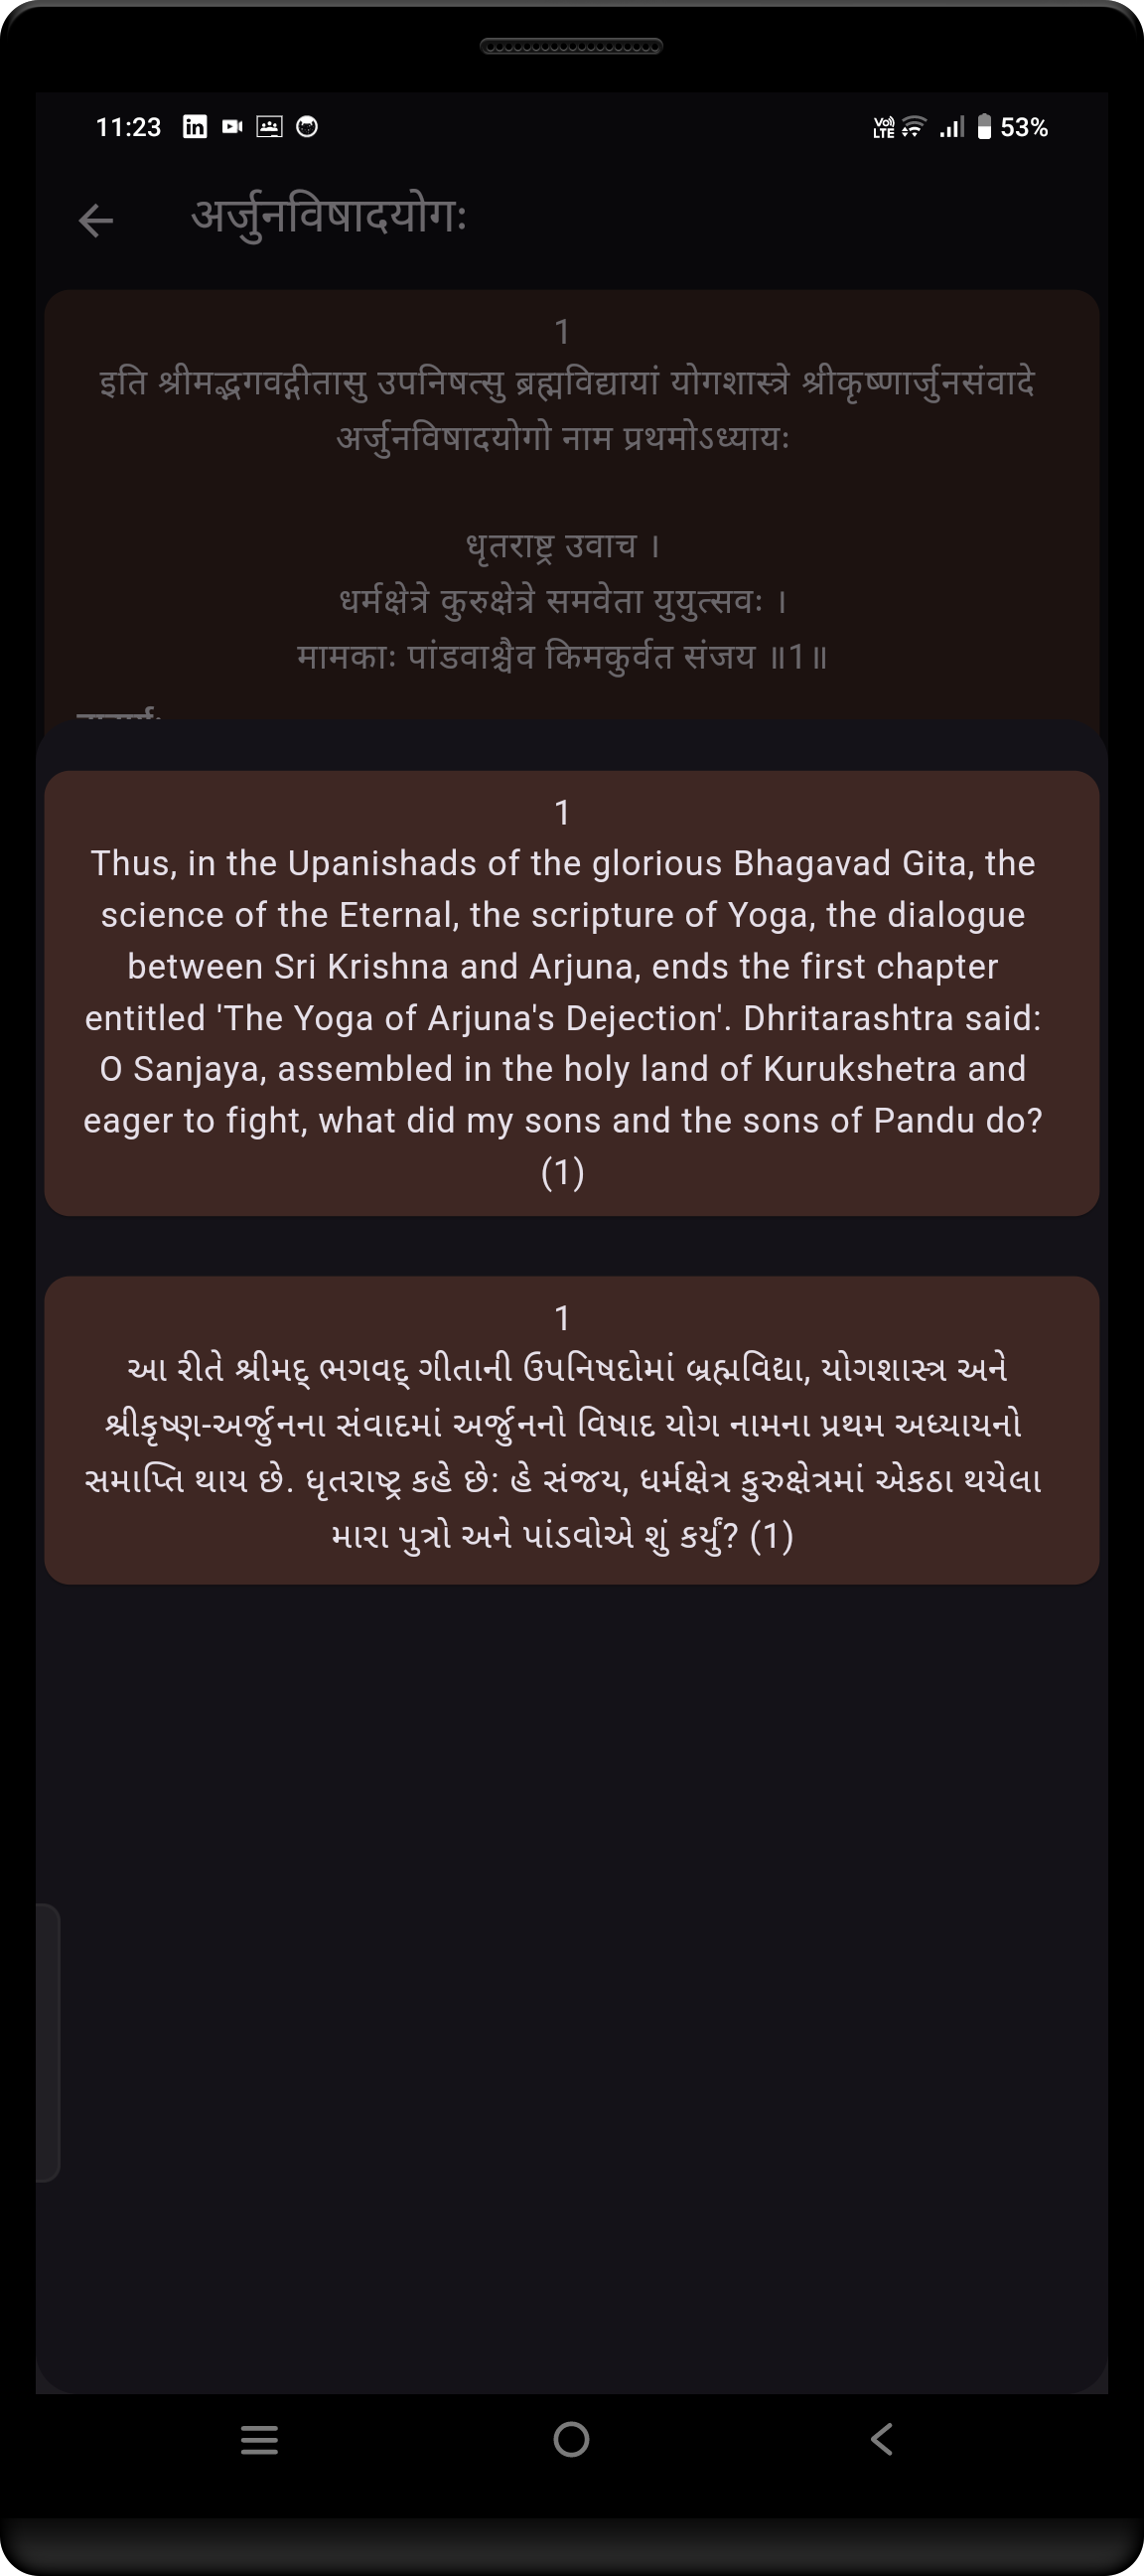 11:23
Vo) LTE 53%
अर्जुनविषादयोगः
1
इति श्रीमद्भगवद्गीतासु उपनिषत्सु ब्रह्मविद्यायां योगशास्त्रे श्रीकृष्णार्जुनसंवादे
अर्जुनविषादयोगो नाम प्रथमोऽध्यायः
धृतराष्ट्र उवाच ।
धर्मक्षेत्रे कुरुक्षेत्रे समवेता युयुत्सवः ।
मामकाः पांडवाश्चैव किमकुर्वत संजय ॥1॥
1
Thus, in the Upanishads of the glorious Bhagavad Gita, the
science of the Eternal, the scripture of Yoga, the dialogue
between Sri Krishna and Arjuna, ends the first chapter
entitled 'The Yoga of Arjuna's Dejection'. Dhritarashtra said:
O Sanjaya, assembled in the holy land of Kurukshetra and
eager to fight, what did my sons and the sons of Pandu do?
(1)
1
આ રીતે શ્રીમદ્ ભગવદ્ ગીતાની ઉપનિષદોમાં બ્રહ્મવિદ્યા, યોગશાસ્ત્ર અને
શ્રીકૃષ્ણ-અર્જુનના સંવાદમાં અર્જુનનો વિષાદ યોગ નામના પ્રથમ અધ્યાયનો
સમાપ્તિ થાય છે. ધૃતરાષ્ટ્ર કહે છે: હે સંજય, ધર્મક્ષેત્ર કુરુક્ષેત્રમાં એકઠા થયેલા
મારા પુત્રો અને પાંડવોએ શું કર્યું? (1)